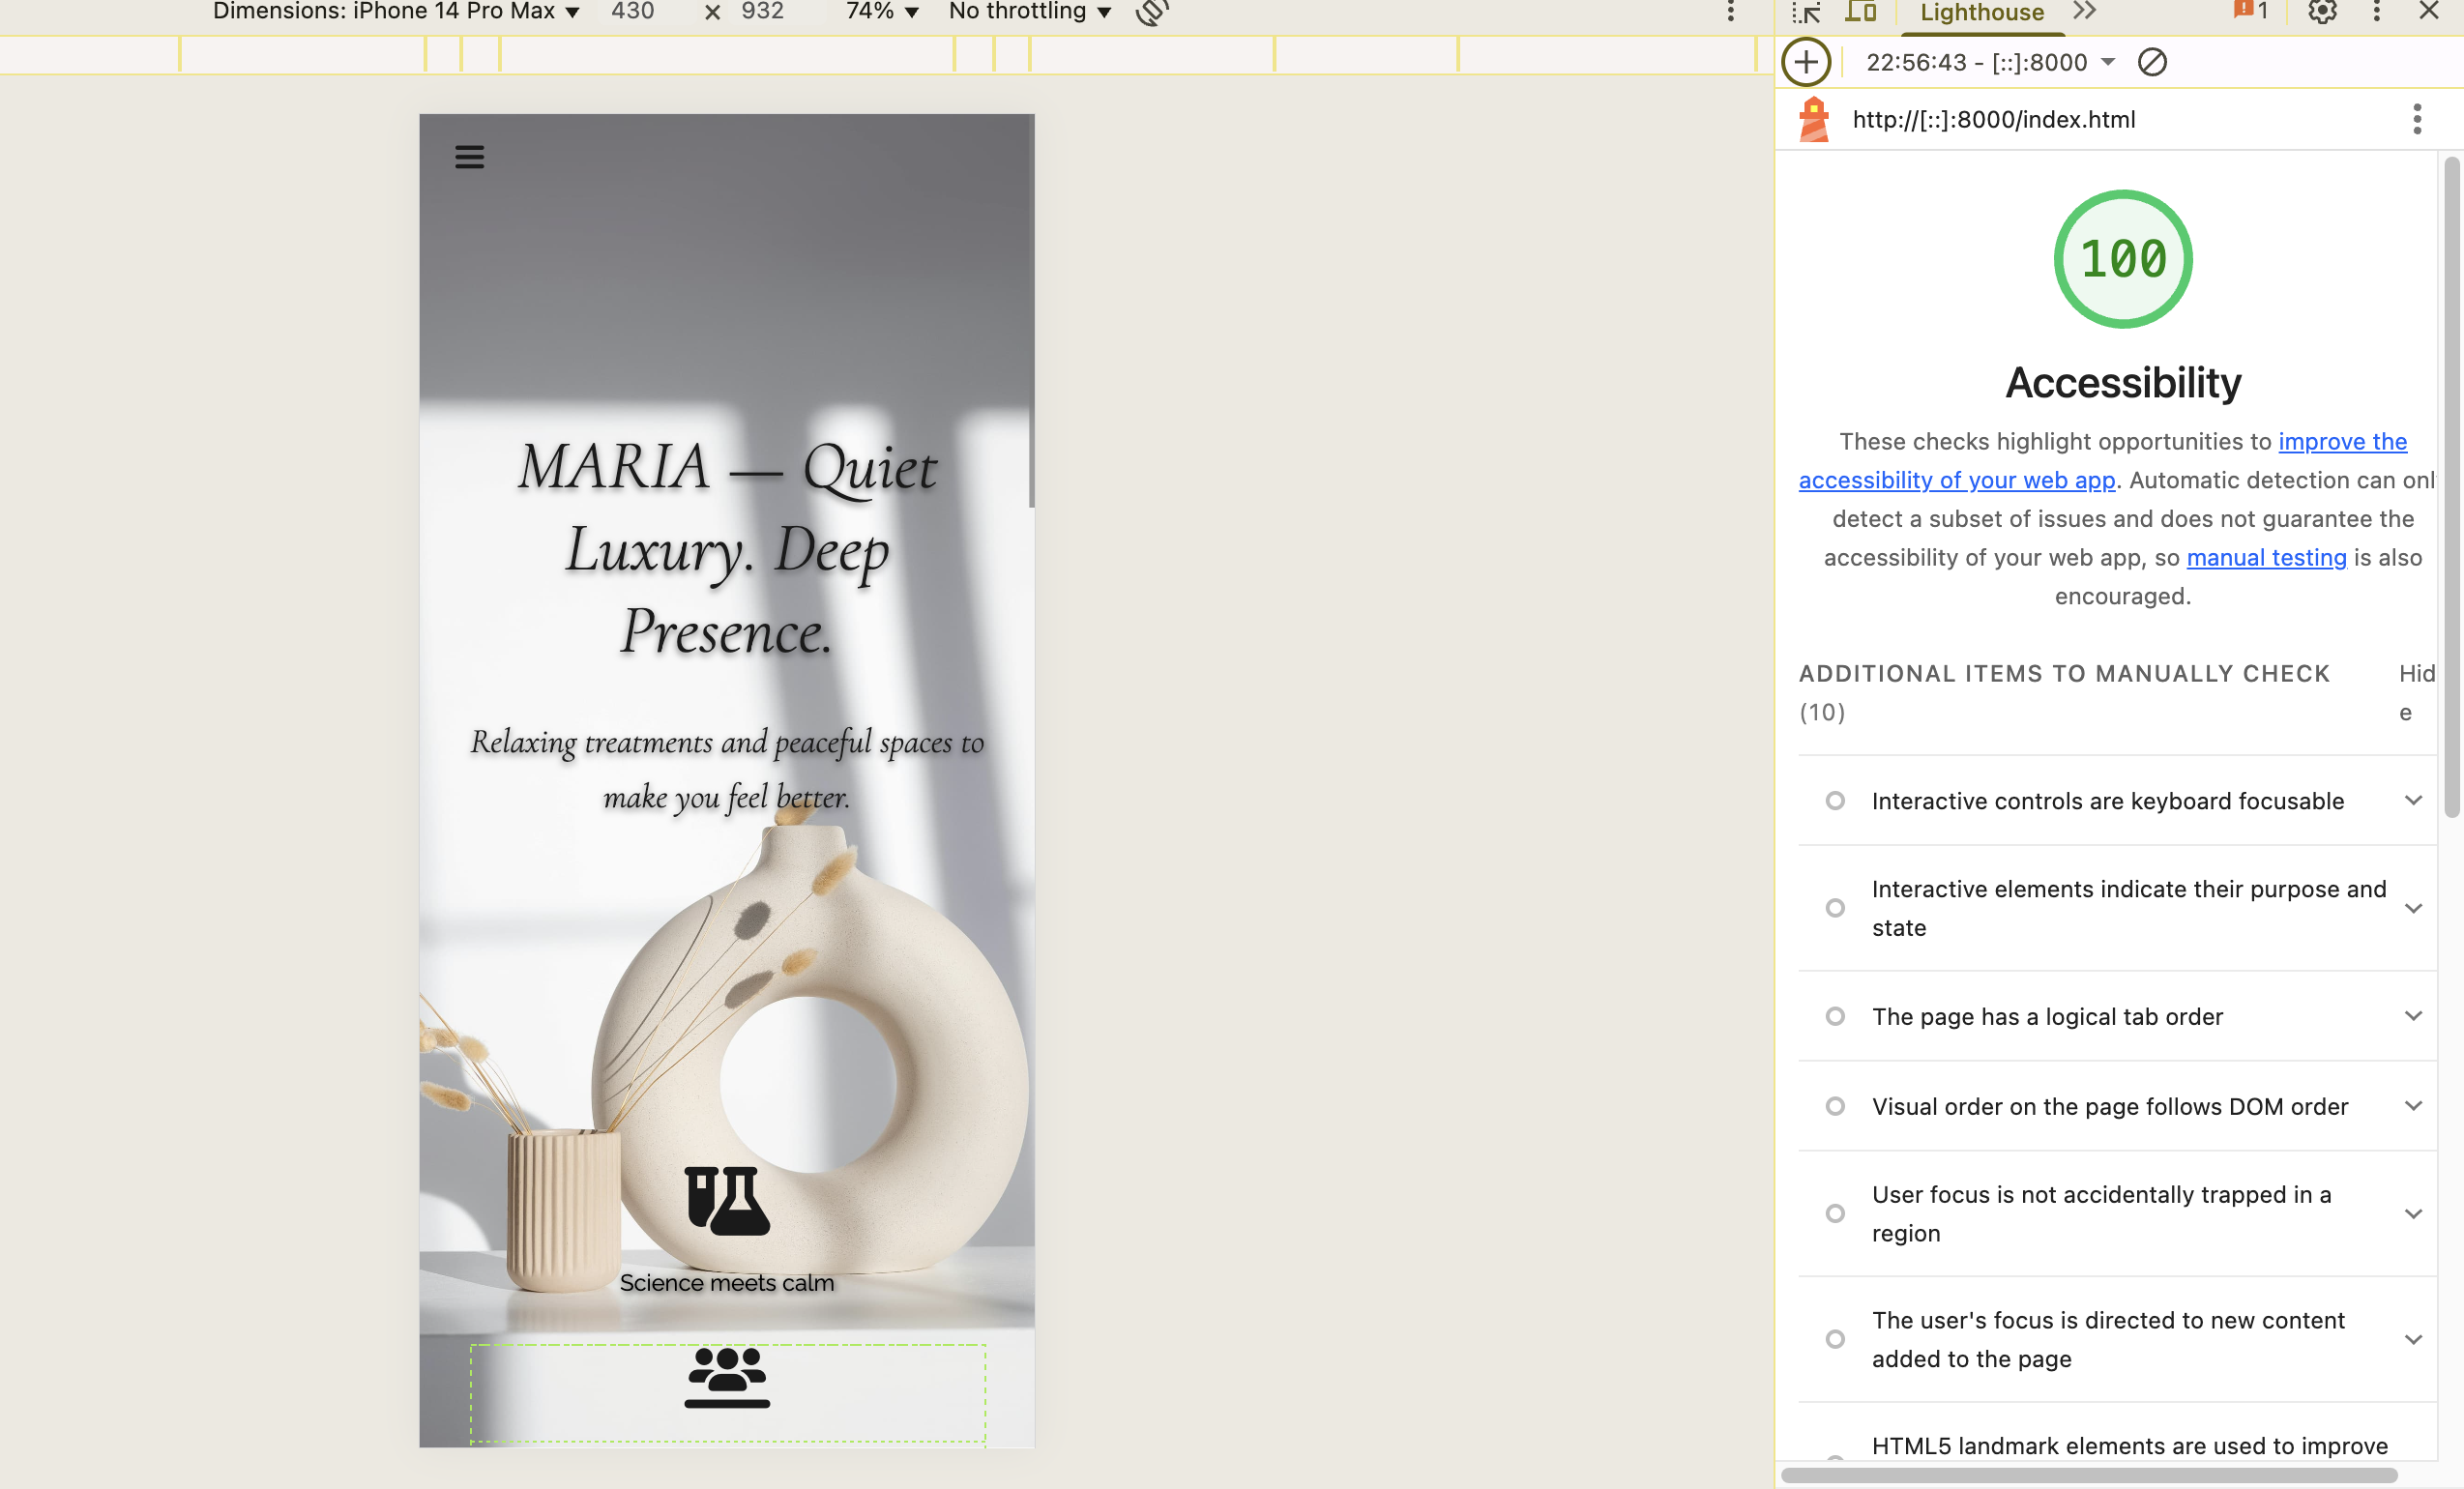 Dimensions: iPhone 14 Pro Max ▼ 430 × 932 74% ▼ No throttling ▼
Lighthouse 1
22:56:43 - [::]:8000
http://[::]:8000/index.html
100
Accessibility
These checks highlight opportunities to improve the
accessibility of your web app. Automatic detection can onl
detect a subset of issues and does not guarantee the
accessibility of your web app, so manual testing is also
encouraged.
ADDITIONAL ITEMS TO MANUALLY CHECK
(10)
Hid
e
Interactive controls are keyboard focusable
Interactive elements indicate their purpose and
state
The page has a logical tab order
Visual order on the page follows DOM order
User focus is not accidentally trapped in a
region
The user's focus is directed to new content
added to the page
HTML5 landmark elements are used to improve
MARIA — Quiet
Luxury. Deep
Presence.
Relaxing treatments and peaceful spaces to
make you feel better.
Science meets calm